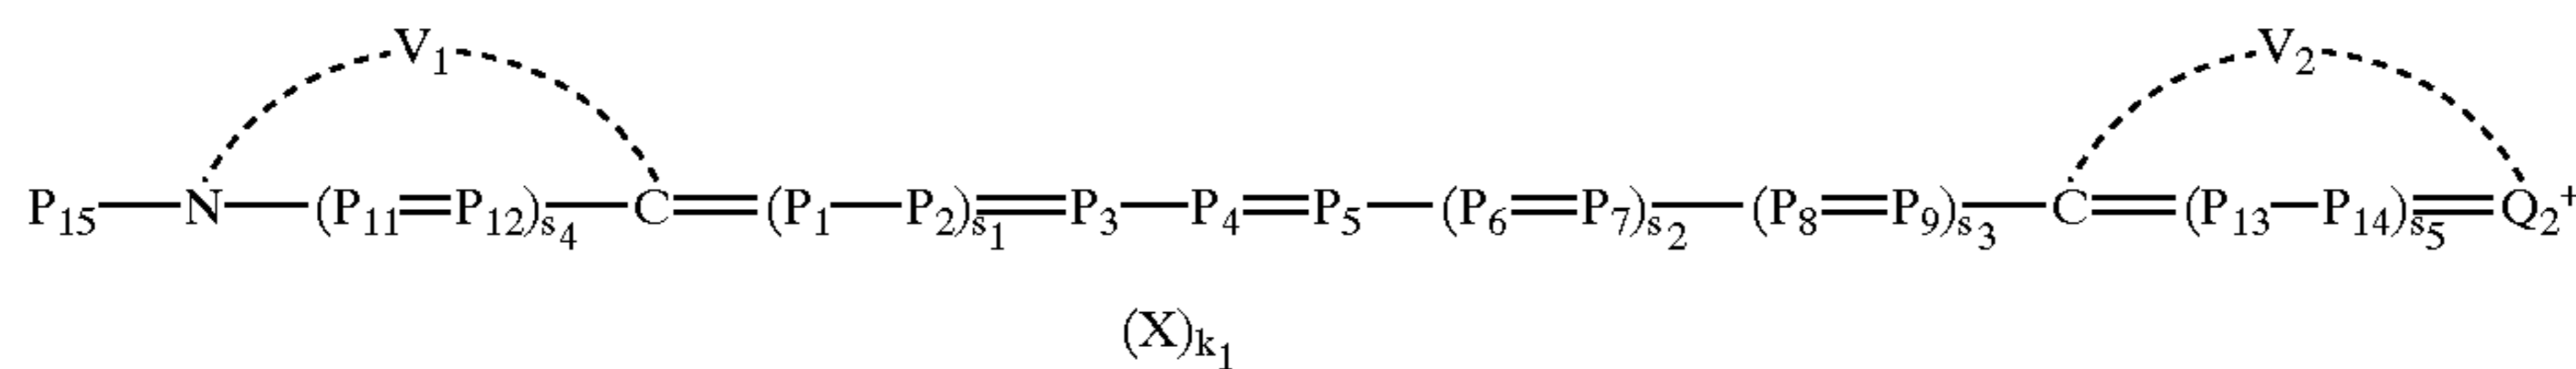 V₁ V₂
P₁₅—N—(P₁₁=P₁₂)s₄—C=(P₁—P₂)s₁=P₃—P₄=P₅—(P₆=P₇)s₂—(P₈=P₉)s₃—C=(P₁₃—P₁₄)s₅=Q₂⁺
(X)k₁